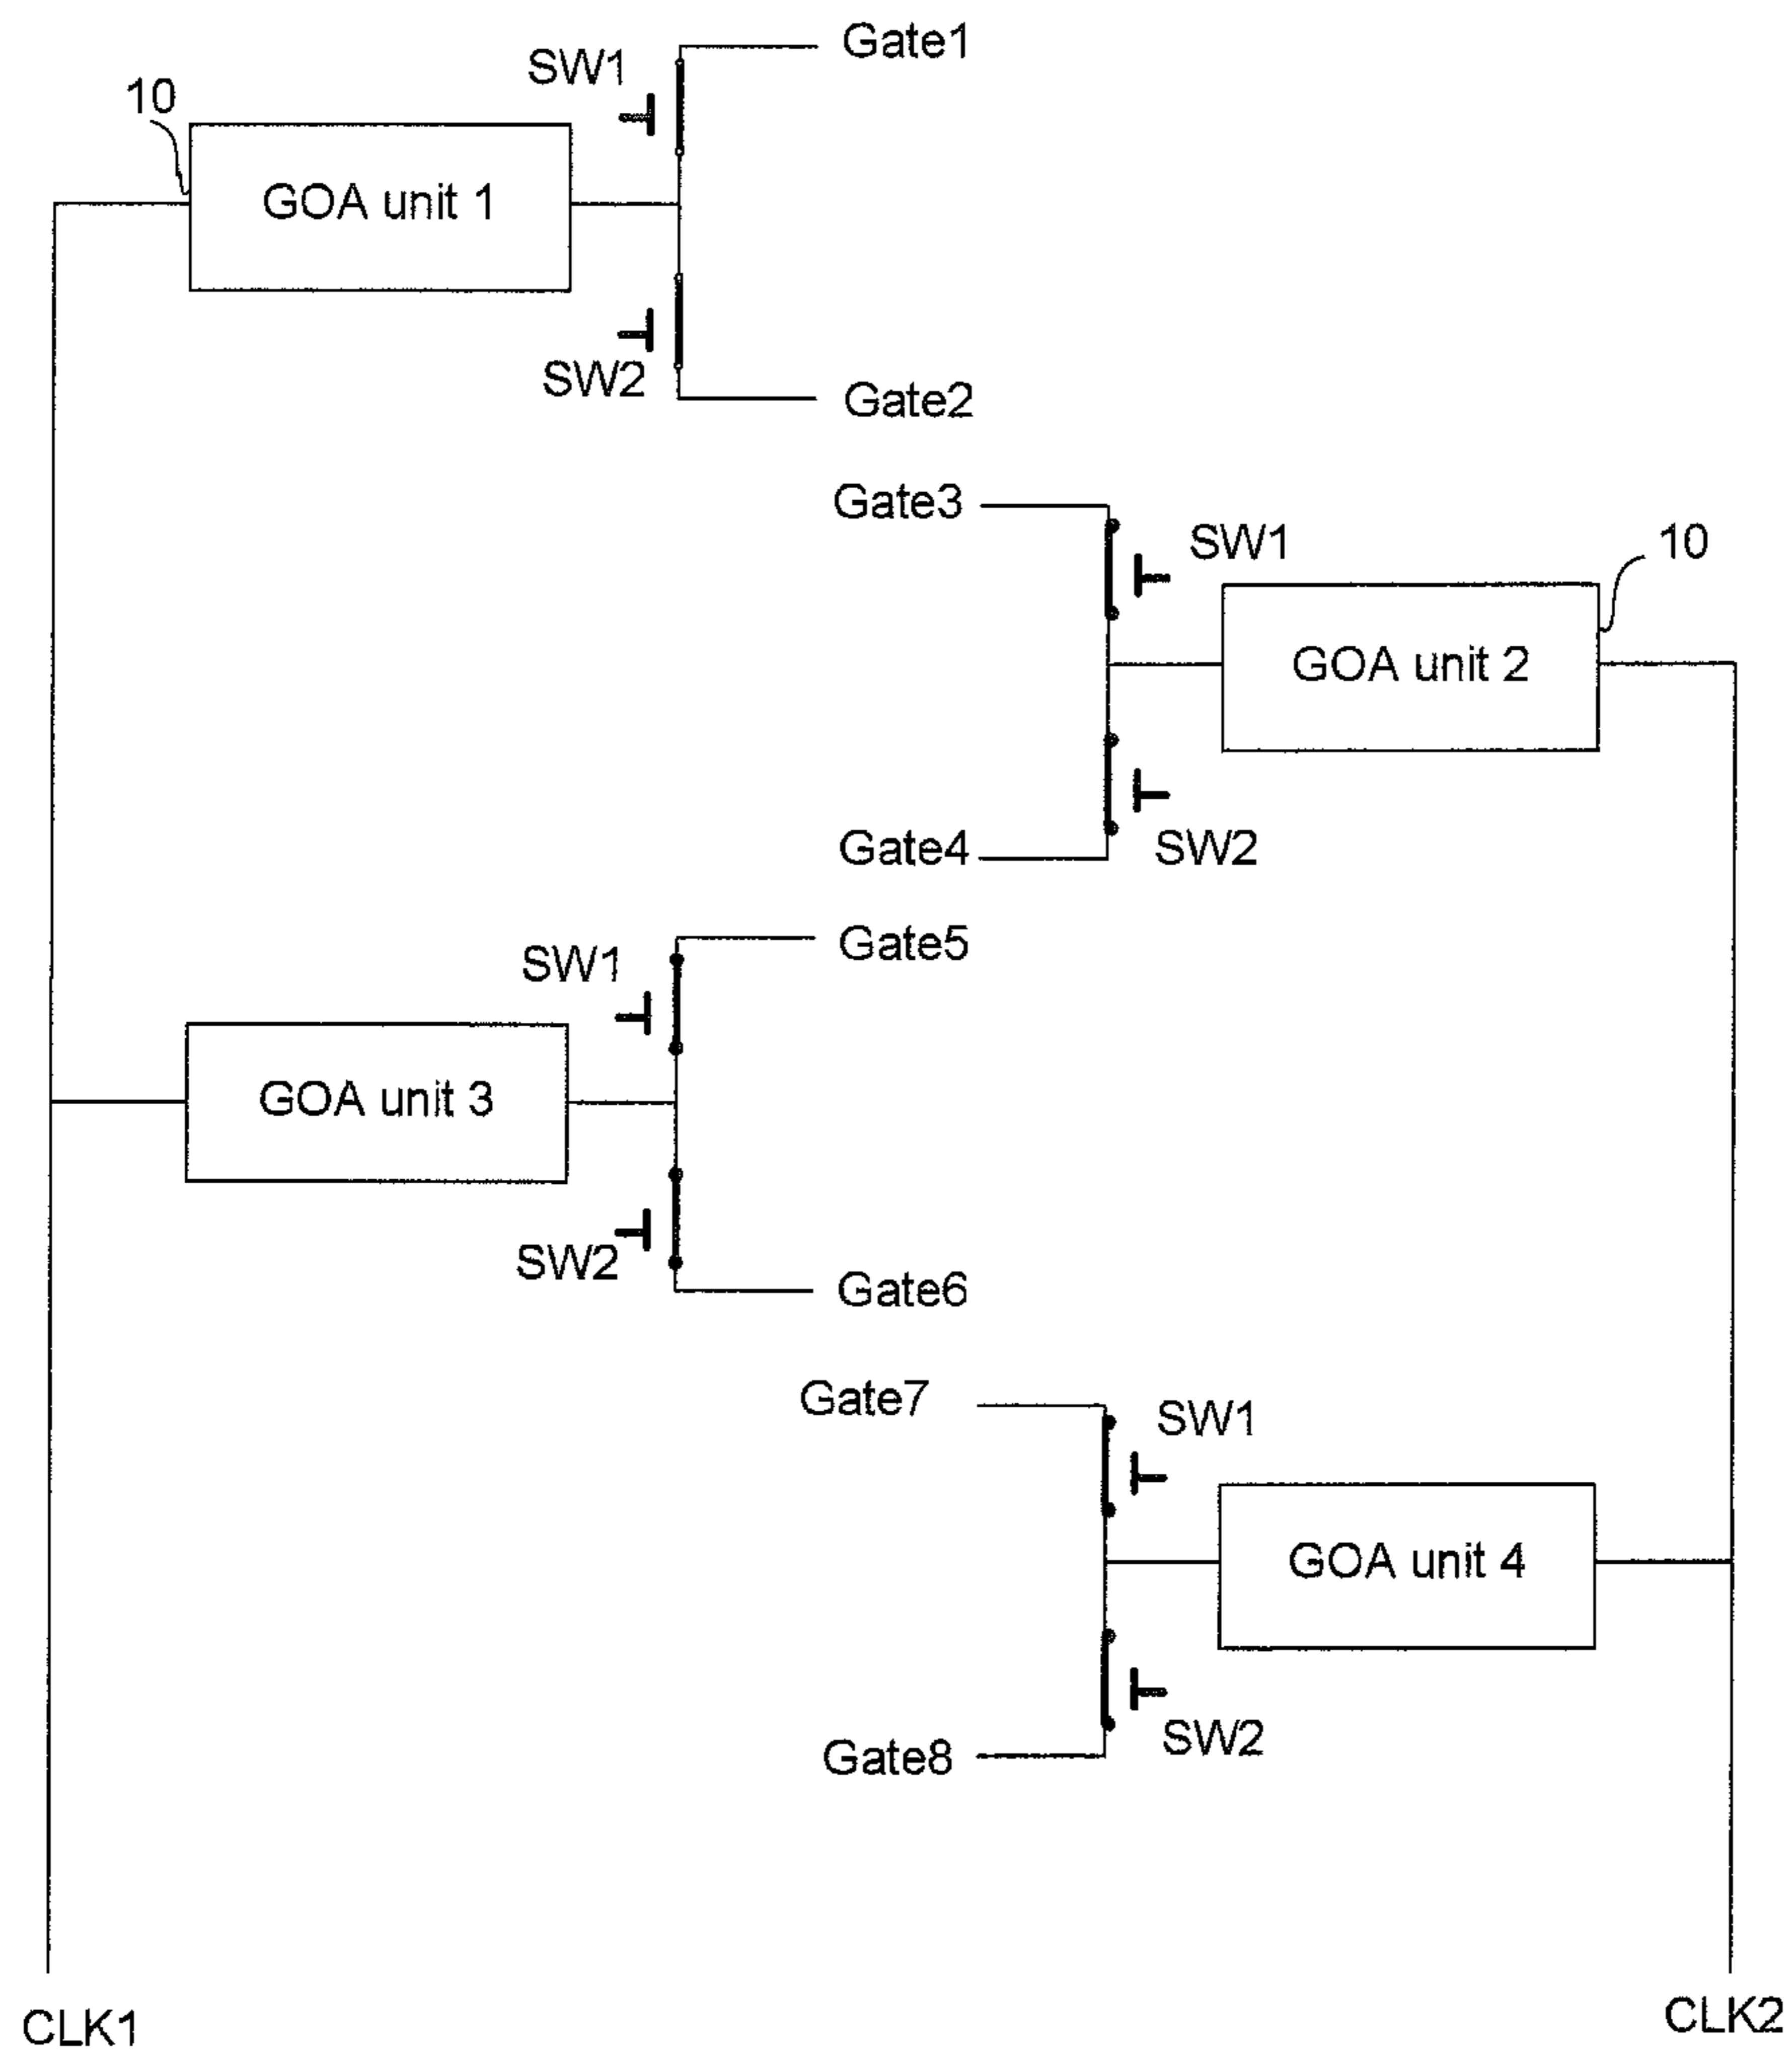 Gate1
SW1
10
GOA unit 1
SW2
Gate2
Gate3
SW1
10
GOA unit 2
Gate4
SW2
Gate5
SW1
GOA unit 3
SW2
Gate6
Gate7
SW1
GOA unit 4
SW2
Gate8
CLK1
CLK2